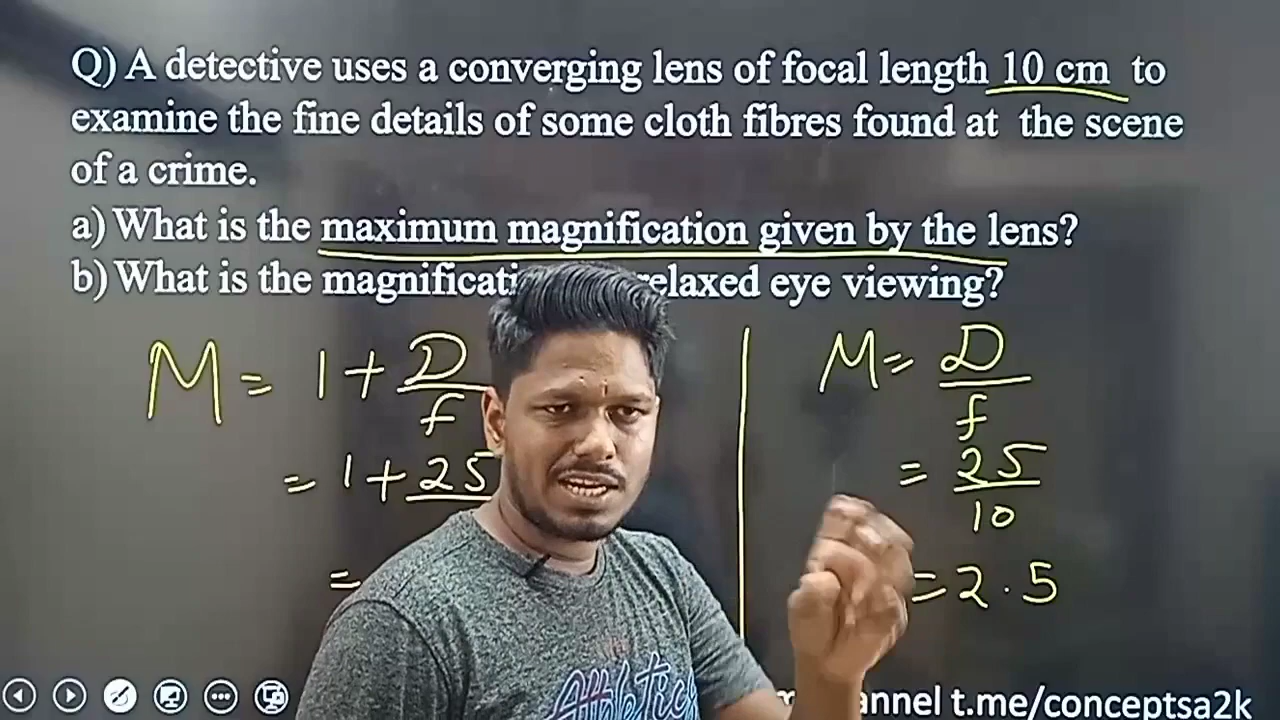 Q) A detective uses a converging lens of focal length 10 cm to
examine the fine details of some cloth fibres found at the scene
of a crime.
a) What is the maximum magnification given by the lens?
b) What is the relaxed eye viewing?
M = 1 + D/f
= 1 + 25
=
M = D/f
= 25/10
= 2.5
t.me/conceptsa2k